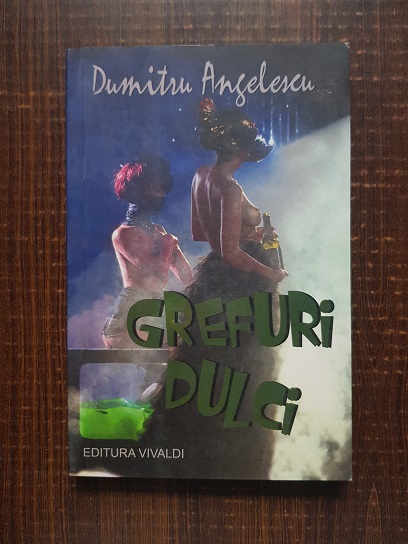 Dumitru Angelescu
GREFURi
DULCi
EDITURA VIVALDI